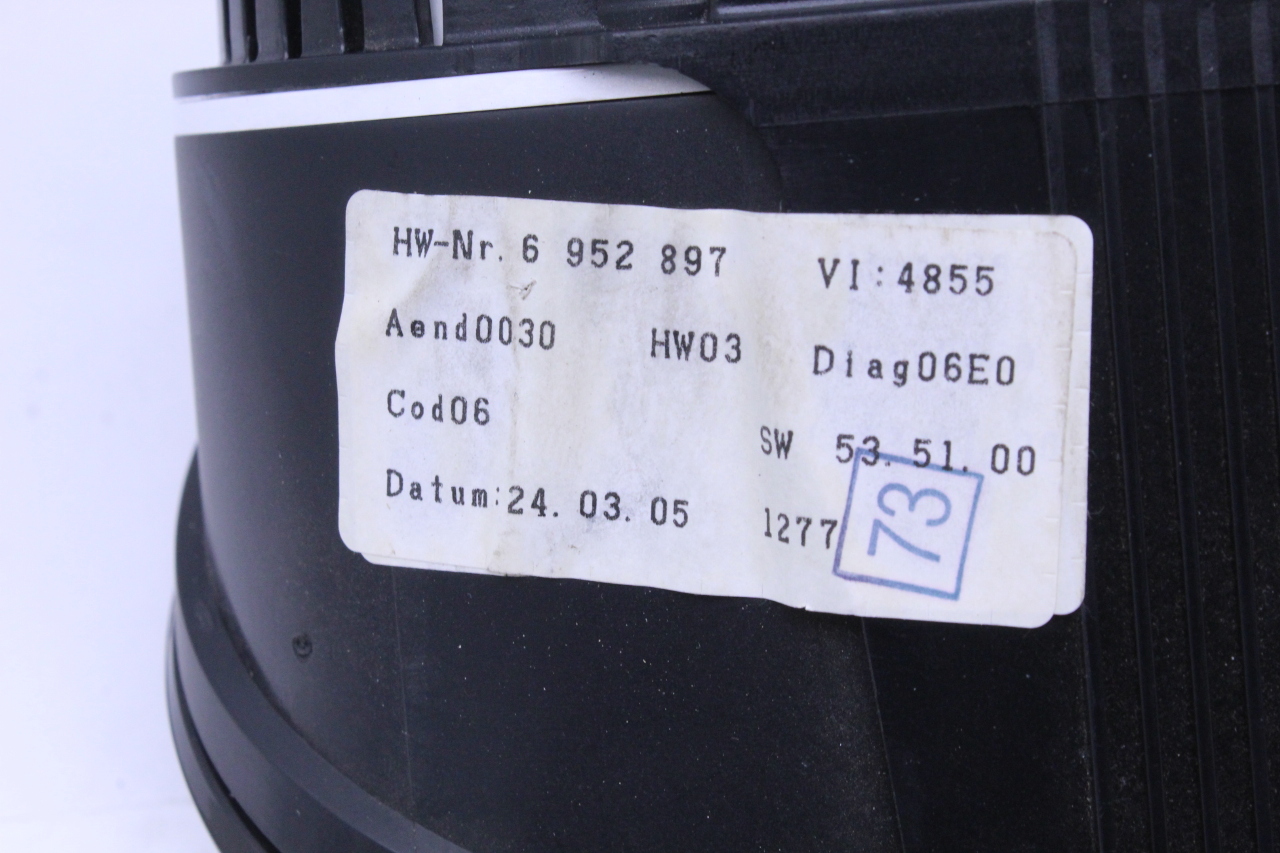 HW-Nr. 6 952 897 VI:4855
Aend0030 HW03 Diag06E0
Cod06 SW 53. 51. 00
Datum:24. 03. 05 1277
73